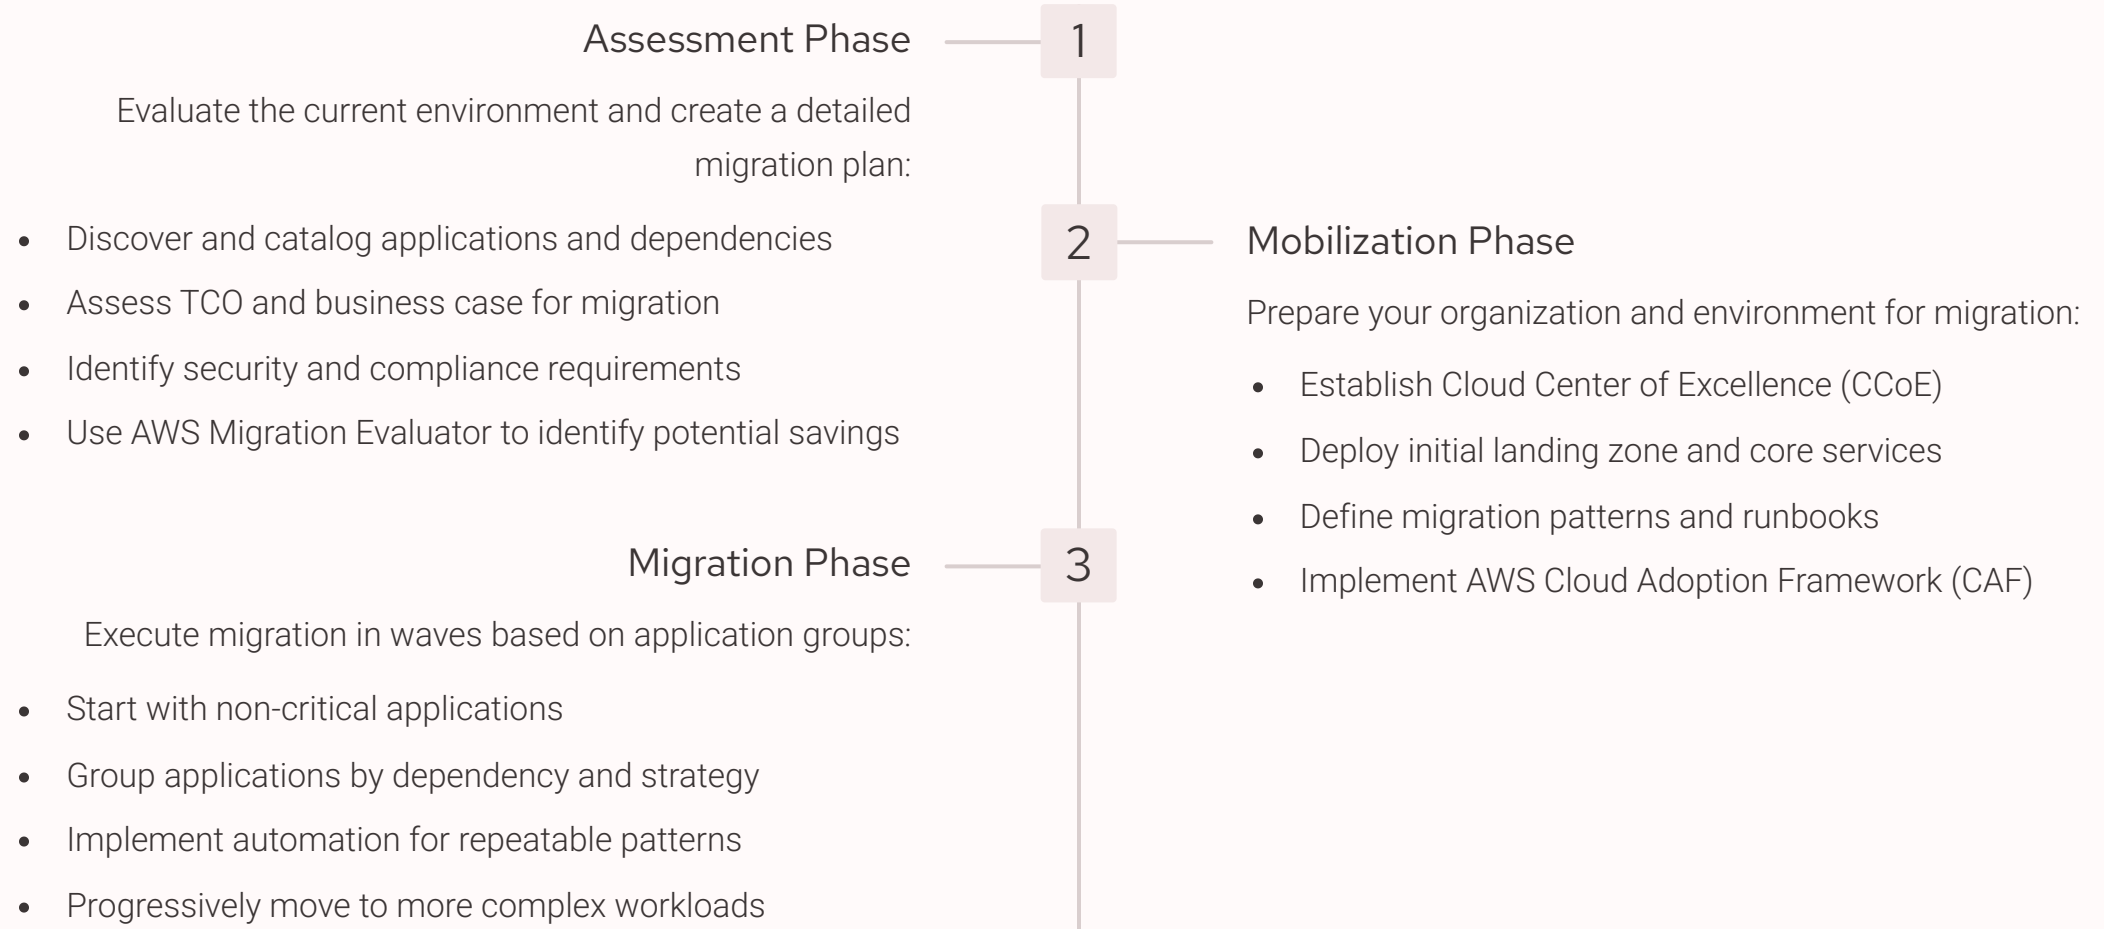 Assessment Phase
1
Evaluate the current environment and create a detailed
migration plan:
• Discover and catalog applications and dependencies
• Assess TCO and business case for migration
• Identify security and compliance requirements
• Use AWS Migration Evaluator to identify potential savings
2
Mobilization Phase
Prepare your organization and environment for migration:
• Establish Cloud Center of Excellence (CCoE)
• Deploy initial landing zone and core services
• Define migration patterns and runbooks
• Implement AWS Cloud Adoption Framework (CAF)
Migration Phase
3
Execute migration in waves based on application groups:
• Start with non-critical applications
• Group applications by dependency and strategy
• Implement automation for repeatable patterns
• Progressively move to more complex workloads